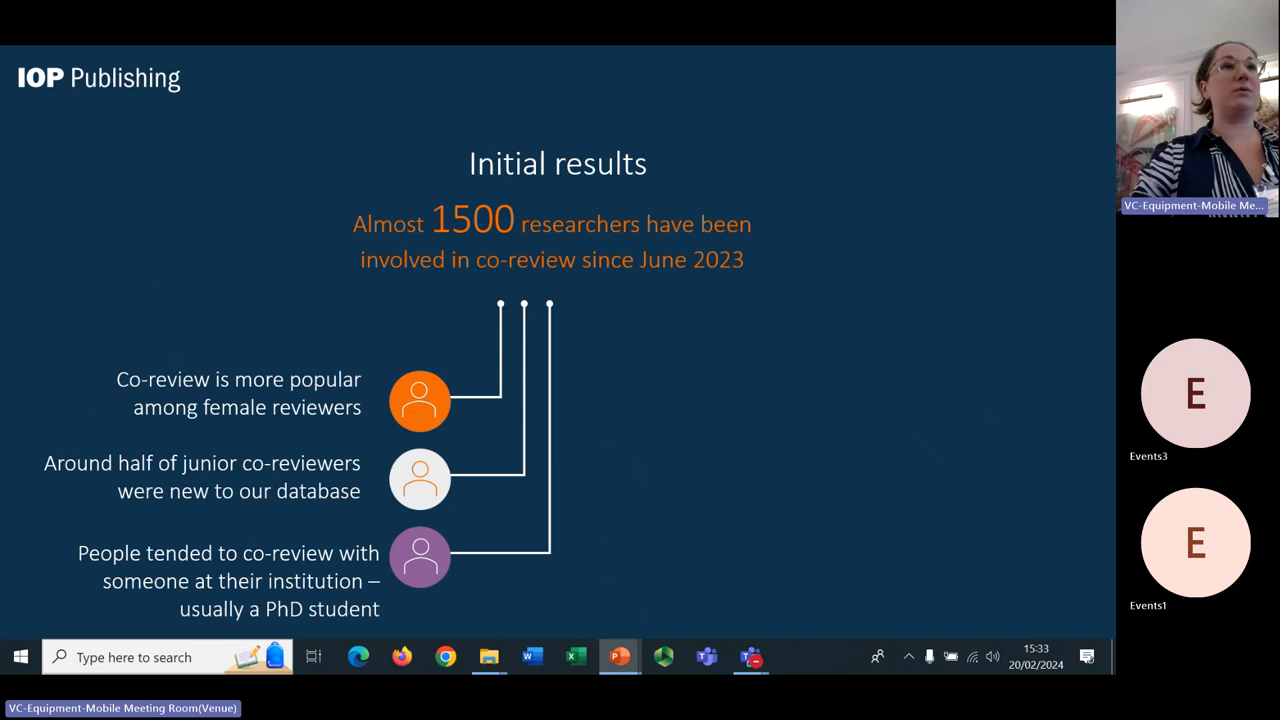 IOP Publishing
Initial results
Almost 1500 researchers have been
involved in co-review since June 2023
Co-review is more popular
among female reviewers
Around half of junior co-reviewers
were new to our database
People tended to co-review with
someone at their institution –
usually a PhD student
Type here to search
15:33
20/02/2024
VC-Equipment-Mobile Me...
E
Events3
E
Events1
VC-Equipment-Mobile Meeting Room(Venue)